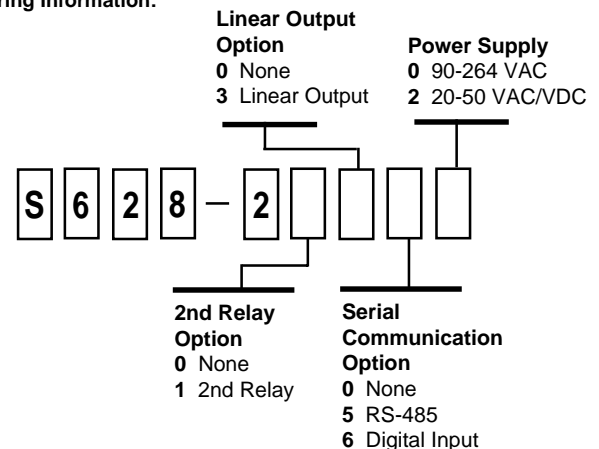 ring Information:
Linear Output
Option
0 None
3 Linear Output
Power Supply
0 90-264 VAC
2 20-50 VAC/VDC
S 6 2 8 – 2
2nd Relay
Option
0 None
1 2nd Relay
Serial
Communication
Option
0 None
5 RS-485
6 Digital Input